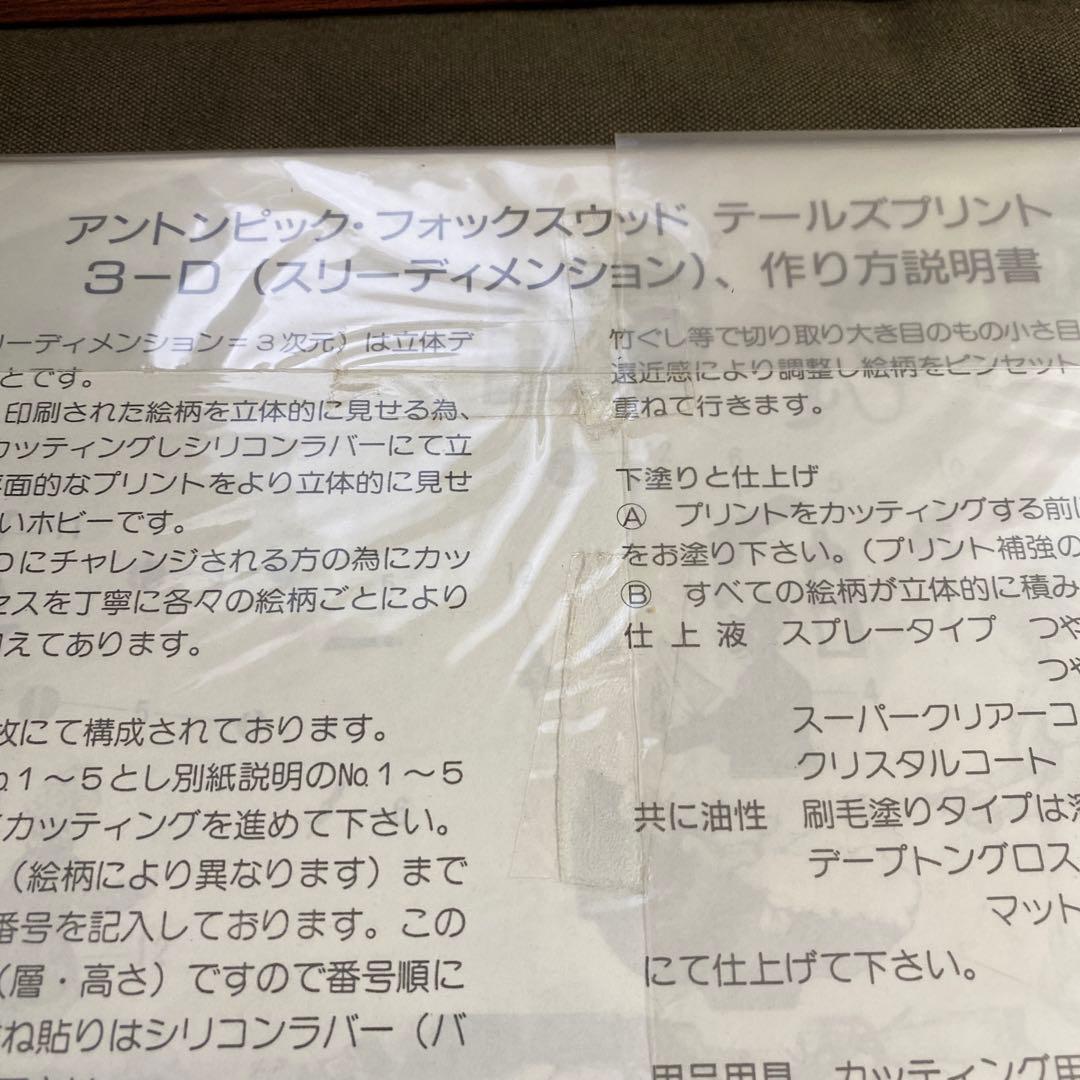 アントンピック・フォックスウッド テールズプリント
3-D(スリーディメンション)、作り方説明書
リーディメンション=3次元)は立体デ
とです。
印刷された絵柄を立体的に見せる為、
カッティングしシリコンラバーにて立
面的なプリントをより立体的に見せ
いホビーです。
Dにチャレンジされる方の為にカッ
セスを丁寧に各々の絵柄ごとにより
えてあります。
枚にて構成されております。
№1~5とし別紙説明の№1~5
カッティングを進めて下さい。
(絵柄により異なります)まで
番号を記入しております。この
(層・高さ)ですので番号順に
ね貼りはシリコンラバー(バ
竹ぐし等で切り取り大き目のもの小さ目
遠近感により調整し絵柄をピンセット
重ねて行きます。
下塗りと仕上げ
Ⓐ プリントをカッティングする前に
をお塗り下さい。(プリント補強の
Ⓑ すべての絵柄が立体的に積み
仕上液 スプレータイプ つや
つや
スーパークリアーコ
クリスタルコート
共に油性 刷毛塗りタイプは
デープトングロス
マット
にて仕上げて下さい。
用品用具 カッティング用